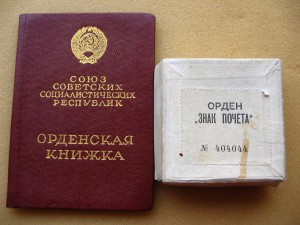 СОЮЗ
СОВЕТСКИХ
СОЦИАЛИСТИЧЕСКИХ
РЕСПУБЛИК
ОРДЕНСКАЯ
КНИЖКА
ОРДЕН
„ЗНАК ПОЧЕТА"
№ 404044